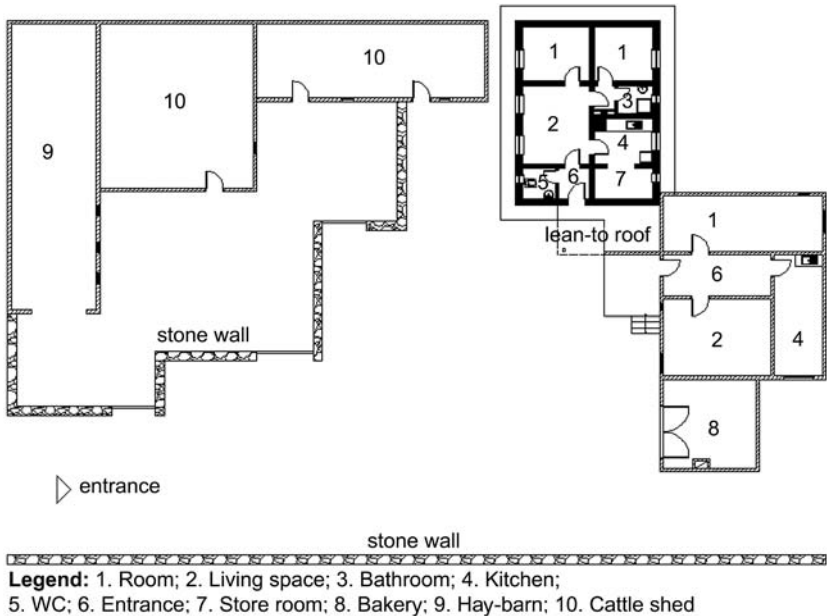 1 1
10
10
3
2
9
4
5 6 7
1
lean-to roof
6
stone wall
2 4
8
entrance
stone wall
Legend: 1. Room; 2. Living space; 3. Bathroom; 4. Kitchen;
5. WC; 6. Entrance; 7. Store room; 8. Bakery; 9. Hay-barn; 10. Cattle shed